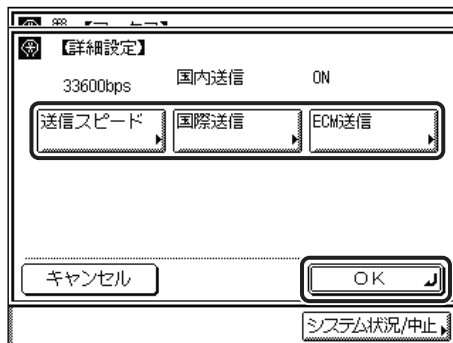 【詳細設定】
33600bps 国内送信 ON
送信スピード 国際送信 ECM送信
キャンセル OK
システム状況/中止